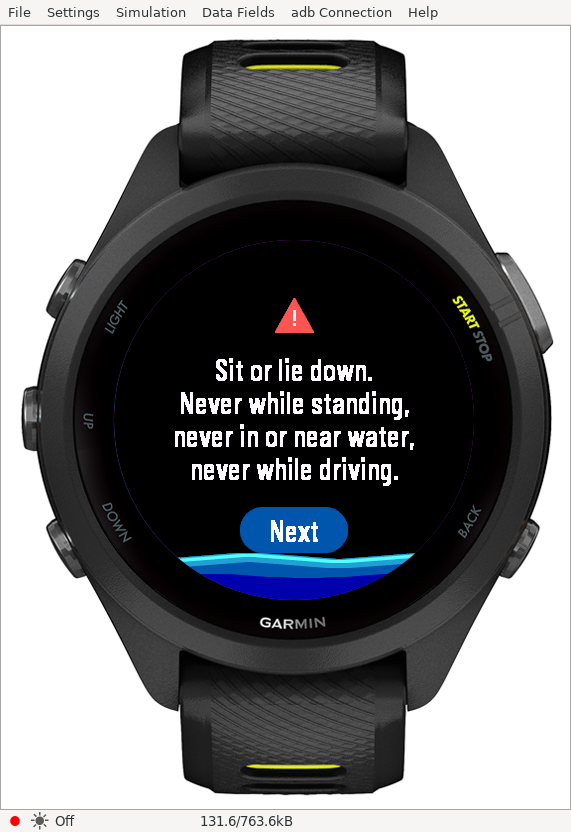 File Settings Simulation Data Fields adb Connection Help
LIGHT
START STOP
UP
DOWN
BACK
!
Sit or lie down.
Never while standing,
never in or near water,
never while driving.
Next
GARMIN
Off 131.6/763.6kB